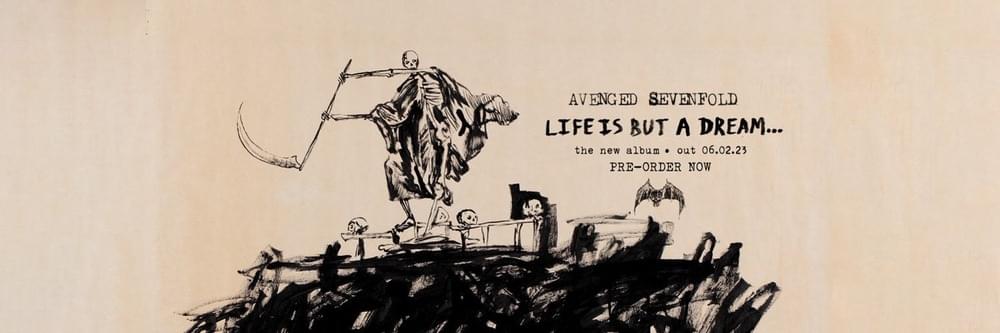 AVENGED SEVENFOLD
LIFE IS BUT A DREAM...
the new album • out 06.02.23
PRE-ORDER NOW